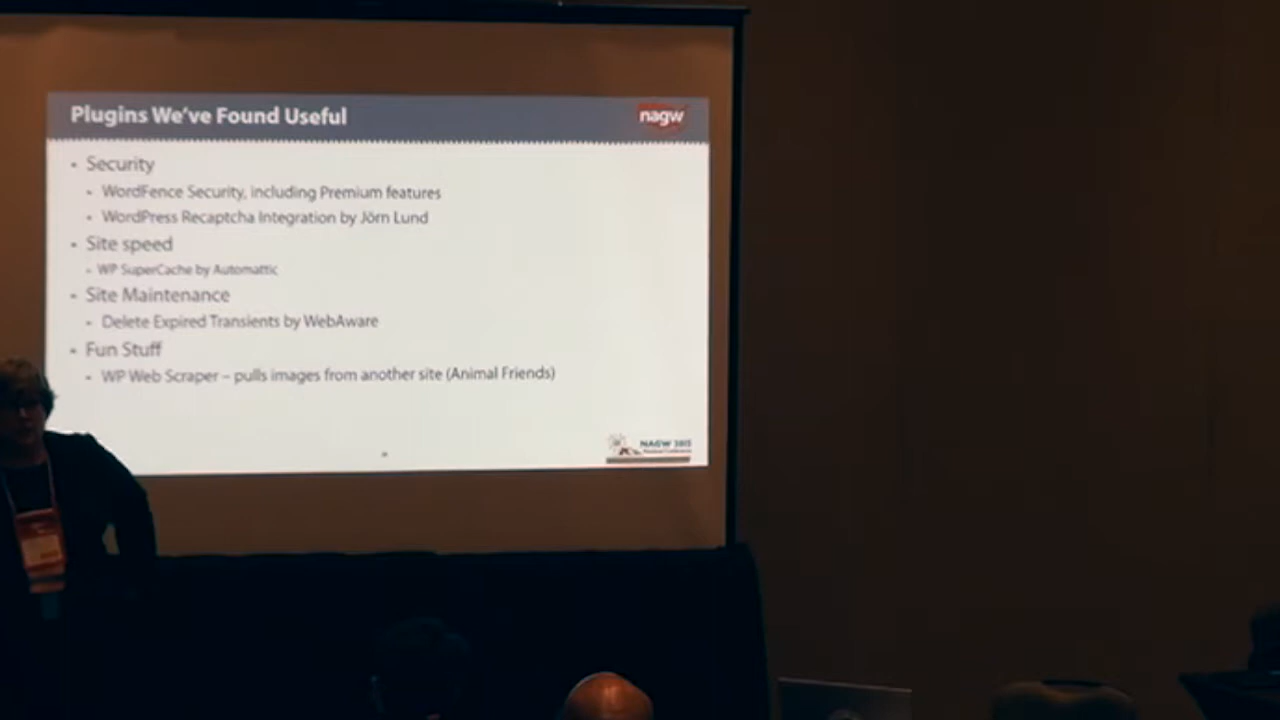 Plugins We've Found Useful
nagw
• Security
• WordFence Security, including Premium features
• WordPress Recaptcha Integration by Jörn Lund
• Site speed
• WP SuperCache by Automattic
• Site Maintenance
• Delete Expired Transients by WebAware
• Fun Stuff
• WP Web Scraper – pulls images from another site (Animal Friends)
NAGW 2015